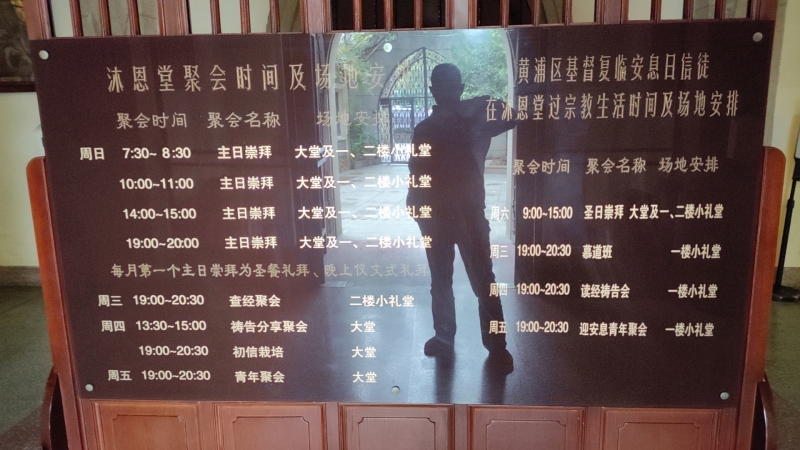 沐恩堂聚会时间及场地安排
聚会时间 聚会名称 场地安排
周日 7:30~ 8:30 主日崇拜 大堂及一、二楼小礼堂
10:00~11:00 主日崇拜 大堂及一、二楼小礼堂
14:00~15:00 主日崇拜 大堂及一、二楼小礼堂
19:00~20:00 主日崇拜 大堂及一、二楼小礼堂
每月第一个主日崇拜为圣餐礼拜、晚上仪文式礼拜
周三 19:00~20:30 查经聚会 二楼小礼堂
周四 13:30~15:00 祷告分享聚会 大堂
19:00~20:30 初信栽培 大堂
周五 19:00~20:30 青年聚会 大堂
黄浦区基督复临安息日信徒
在沐恩堂过宗教生活时间及场地安排
聚会时间 聚会名称 场地安排
周六 9:00~15:00 圣日崇拜 大堂及一、二楼小礼堂
周三 19:00~20:30 慕道班 一楼小礼堂
周四 19:00~20:30 读经祷告会 一楼小礼堂
周五 19:00~20:30 迎安息青年聚会 一楼小礼堂